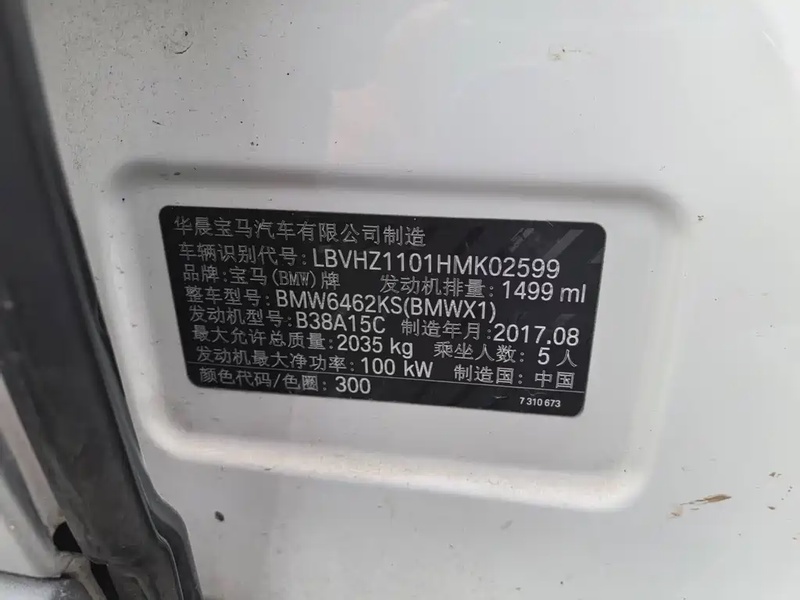 华晨宝马汽车有限公司制造
车辆识别代号: LBVHZ1101HMK02599
品牌: 宝马(BMW)牌 发动机排量: 1499 ml
整车型号: BMW6462KS(BMWX1)
发动机型号: B38A15C 制造年月: 2017.08
最大允许总质量: 2035 kg 乘坐人数: 5 人
发动机最大净功率: 100 kW 制造国: 中国
颜色代码/色圈: 300
7 310 673